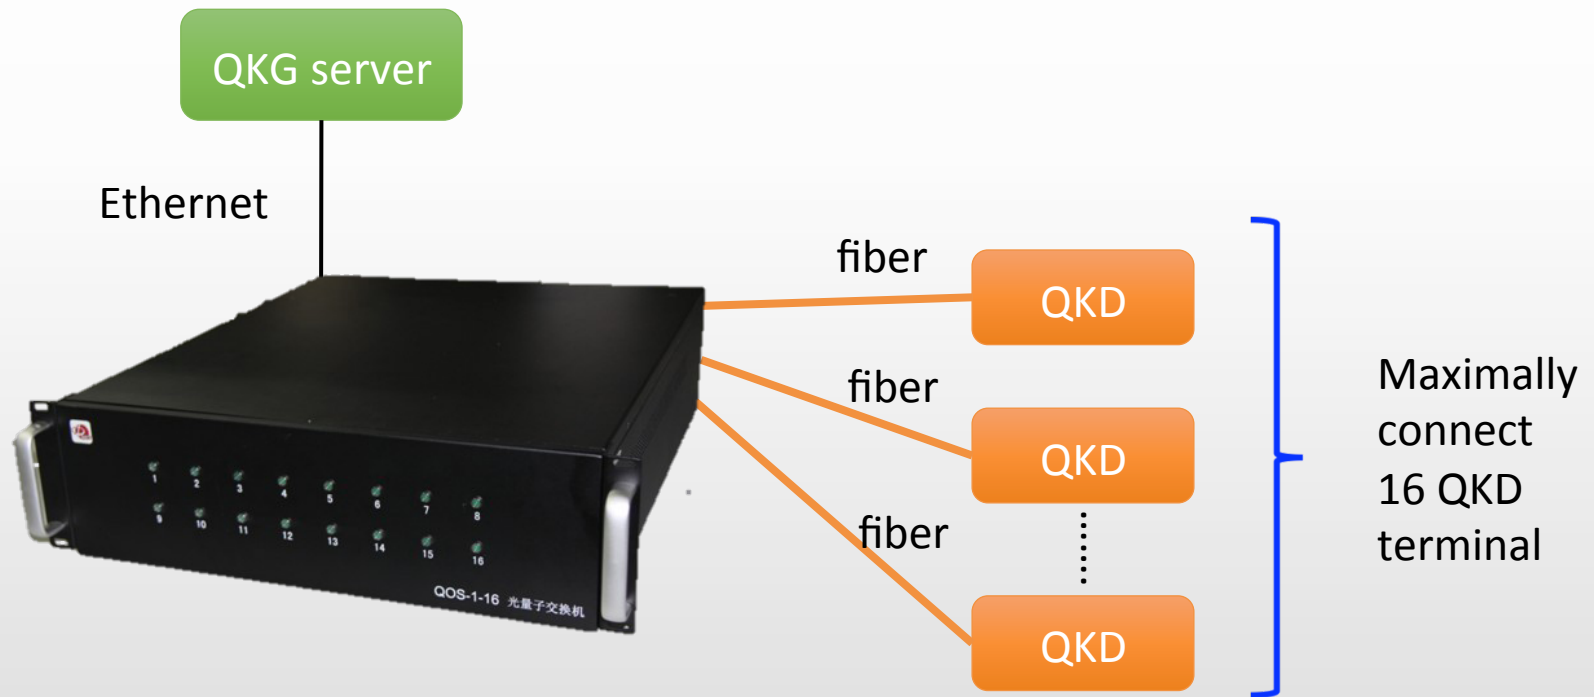 QKG server
Ethernet
fiber
QKD
fiber
QKD
fiber
QKD
Maximally
connect
16 QKD
terminal
1 2 3 4 5 6 7 8
9 10 11 12 13 14 15 16
QOS-1-16 光量子交换机